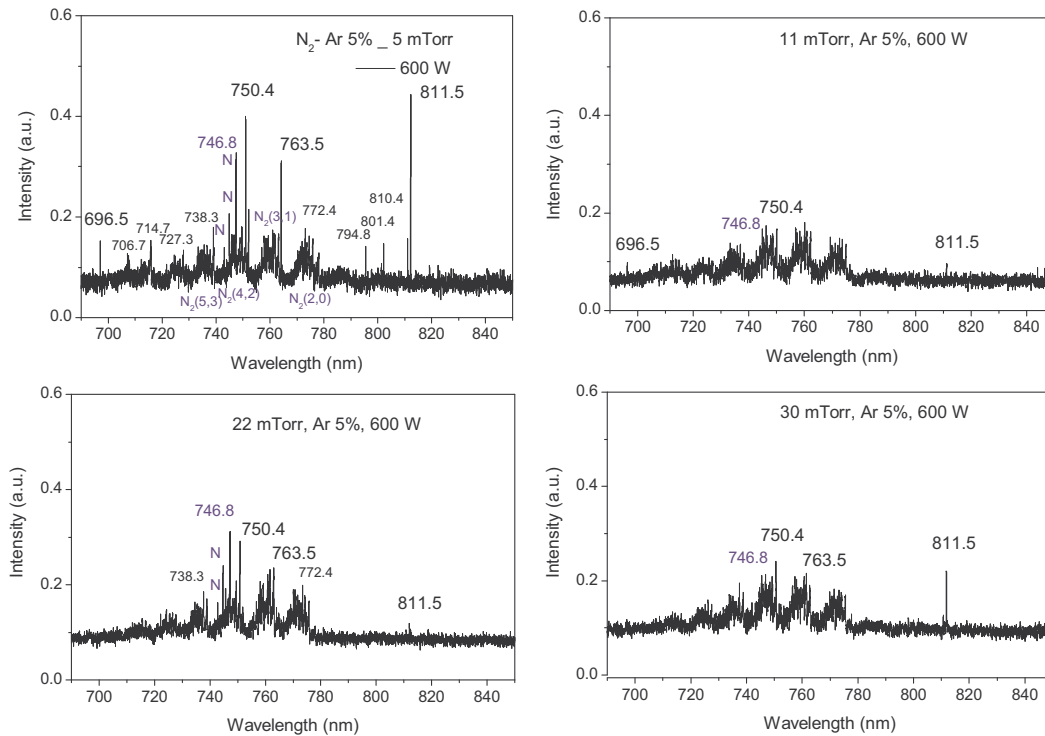 0.6
0.4
0.2
0.0
Intensity (a.u.)
N2- Ar 5% _ 5 mTorr
600 W
750.4
811.5
746.8
N
763.5
N
810.4
696.5
738.3
N
N2(3,1)
772.4
801.4
714.7
706.7
727.3
794.8
N2(5,3)
N2(4,2)
N2(2,0)
700 720 740 760 780 800 820 840
Wavelength (nm)
0.6
0.4
0.2
0.0
Intensity (a.u.)
11 mTorr, Ar 5%, 600 W
746.8
750.4
696.5
811.5
700 720 740 760 780 800 820 840
Wavelength (nm)
0.6
0.4
0.2
0.0
Intensity (a.u.)
22 mTorr, Ar 5%, 600 W
746.8
750.4
N
763.5
738.3
N
772.4
811.5
700 720 740 760 780 800 820 840
Wavelength (nm)
0.6
0.4
0.2
0.0
Intensity (a.u.)
30 mTorr, Ar 5%, 600 W
750.4
746.8
763.5
811.5
700 720 740 760 780 800 820 840
Wavelength (nm)